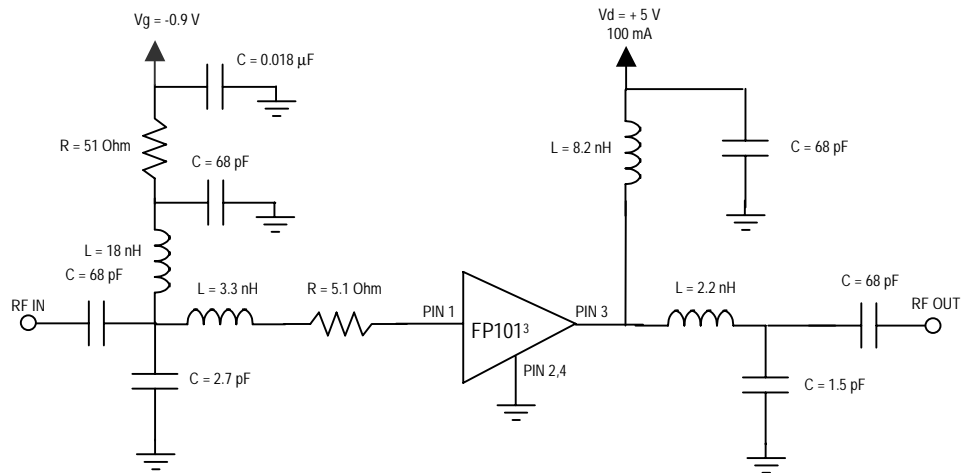 Vg = -0.9 V
Vd = + 5 V
100 mA
C = 0.018 µF
R = 51 Ohm
C = 68 pF
L = 8.2 nH
C = 68 pF
L = 18 nH
C = 68 pF
L = 3.3 nH
R = 5.1 Ohm
L = 2.2 nH
C = 68 pF
RF IN
PIN 1
FP101³
PIN 3
RF OUT
PIN 2,4
C = 2.7 pF
C = 1.5 pF